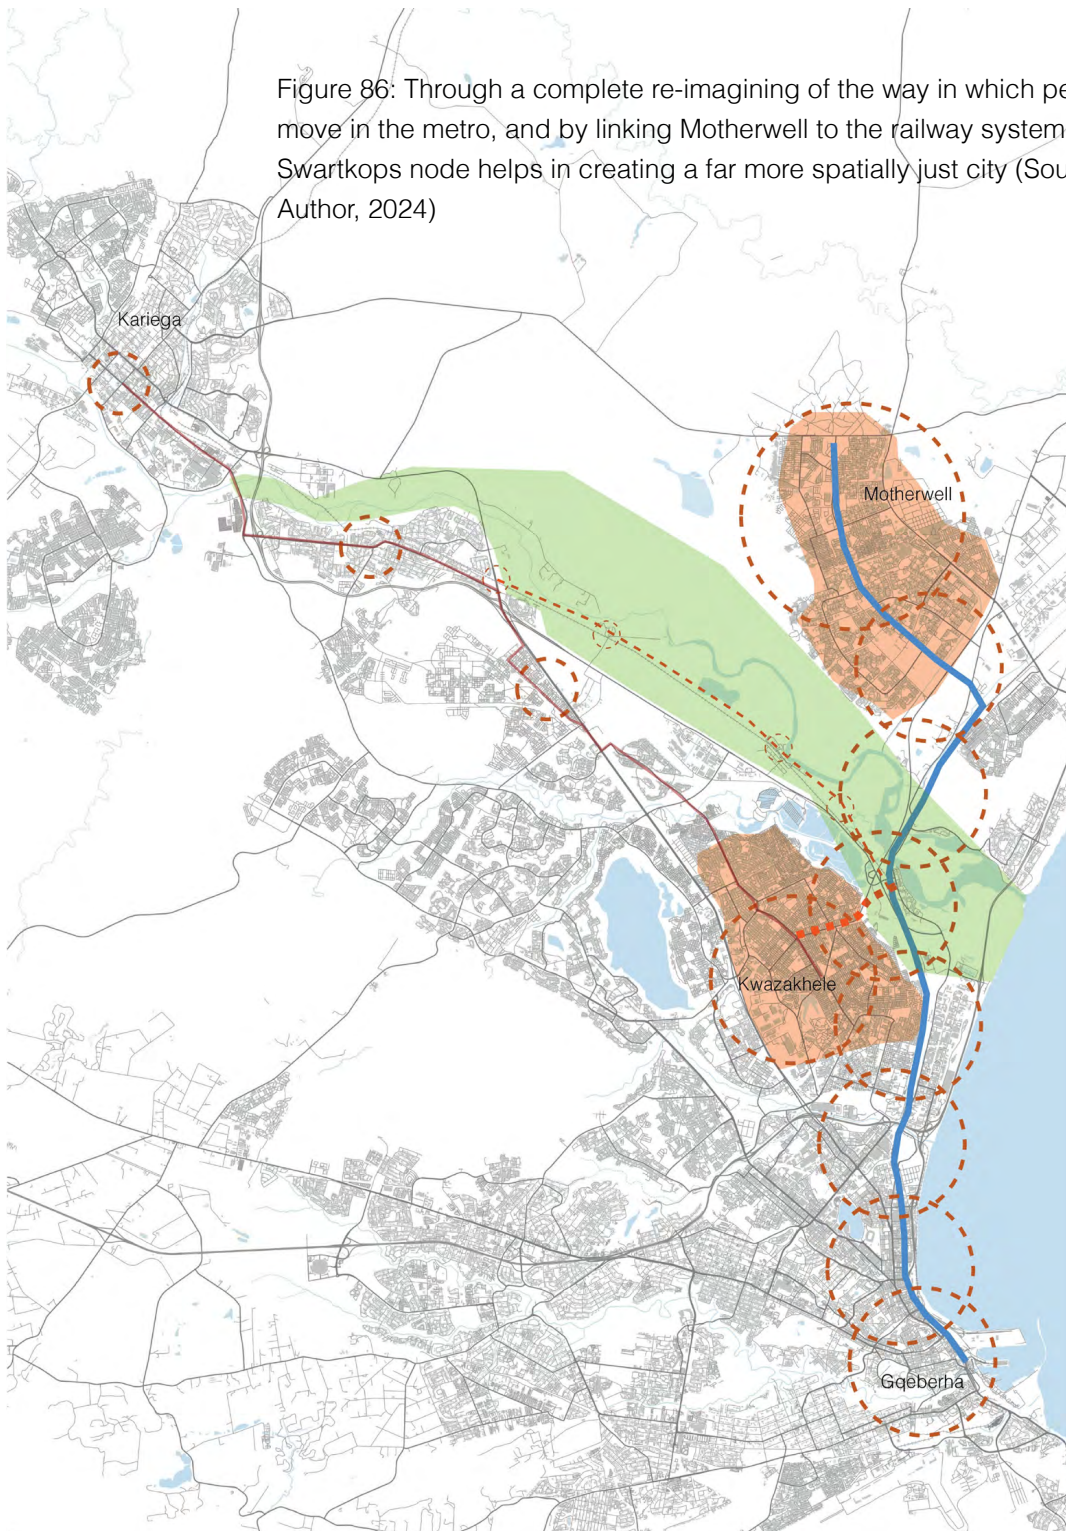 Figure 86: Through a complete re-imagining of the way in which pe
move in the metro, and by linking Motherwell to the railway system
Swartkops node helps in creating a far more spatially just city (Sou
Author, 2024)
Kariega
Motherwell
Kwazakhele
Gqeberha